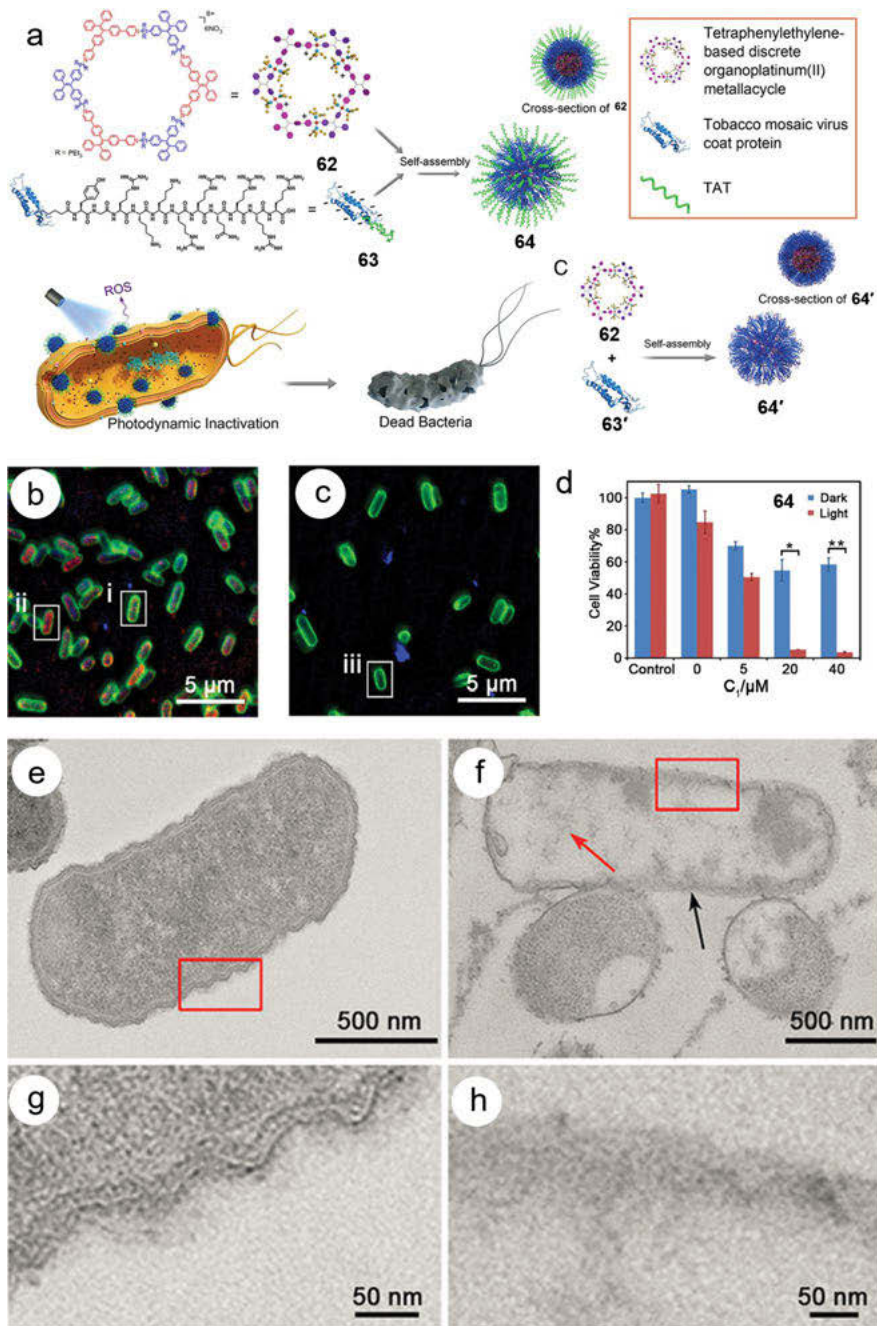 a
R = PEt₃
6NO₃⁻
=
62
Self-assembly
Cross-section of 62
64
=
63
Tetraphenylethylene-
based discrete
organoplatinum(II)
metallacycle
Tobacco mosaic virus
coat protein
TAT
ROS
Photodynamic Inactivation
Dead Bacteria
C
62
+
63′
Self-assembly
Cross-section of 64′
64′
b
ii
i
5 μm
c
iii
5 μm
d
64
Dark
Light
*
**
Cell Viability%
100
80
60
40
20
0
Control
0
5
20
40
C₁/μM
e
500 nm
f
500 nm
g
50 nm
h
50 nm